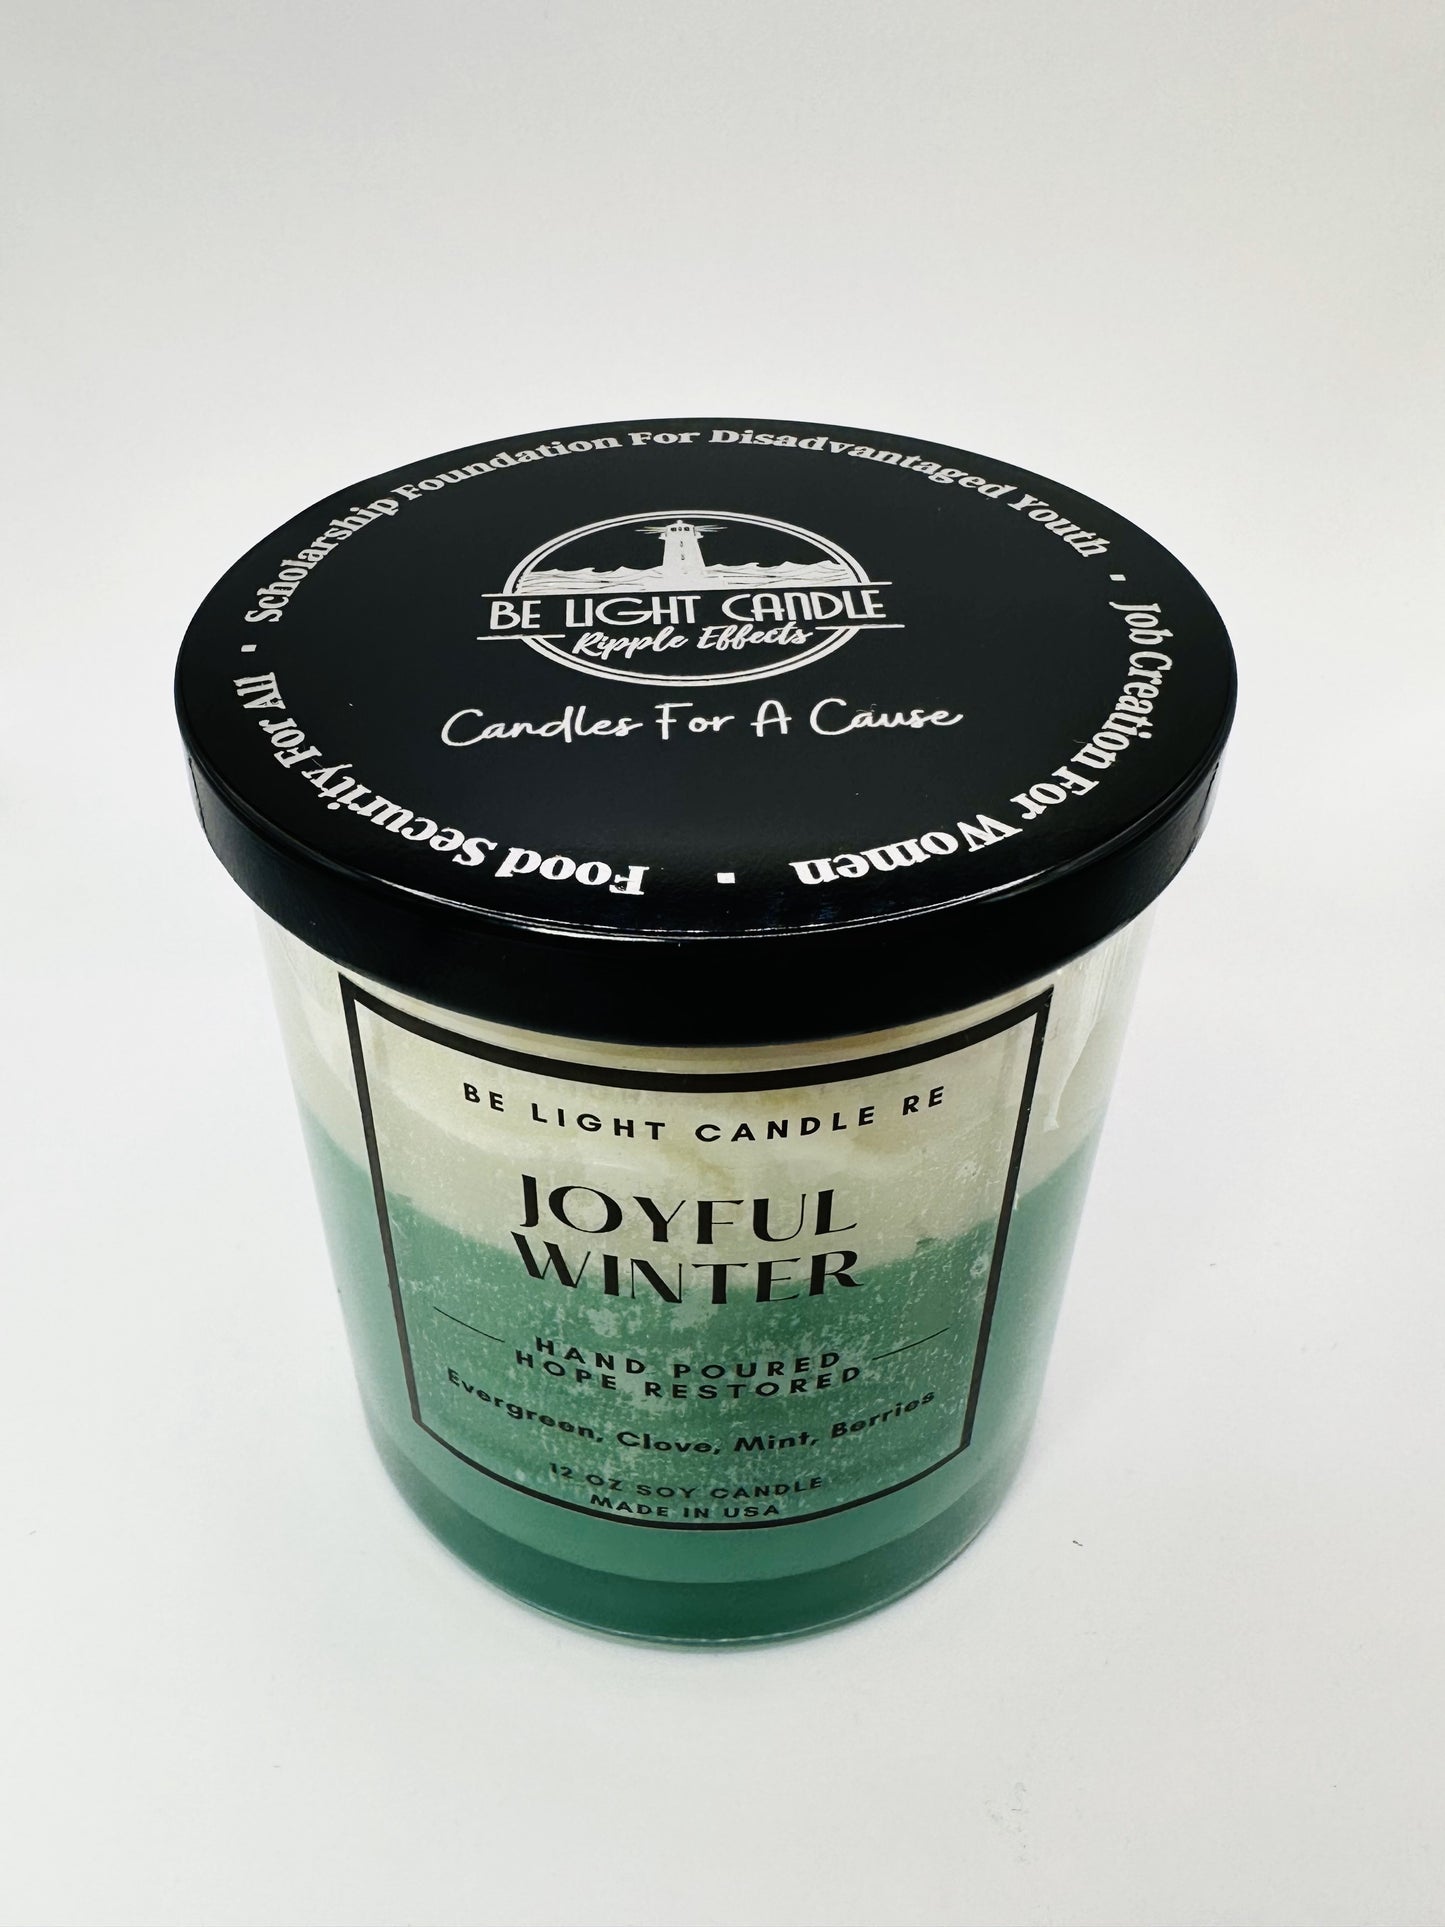 Scholarship Foundation For Disadvantaged Youth · Job Creation For Women · Food Security For All ·
BE LIGHT CANDLE
Ripple Effects
Candles For A Cause
BE LIGHT CANDLE RE
JOYFUL
WINTER
HAND POURED
HOPE RESTORED
Evergreen, Clove, Mint, Berries
12 OZ SOY CANDLE
MADE IN USA